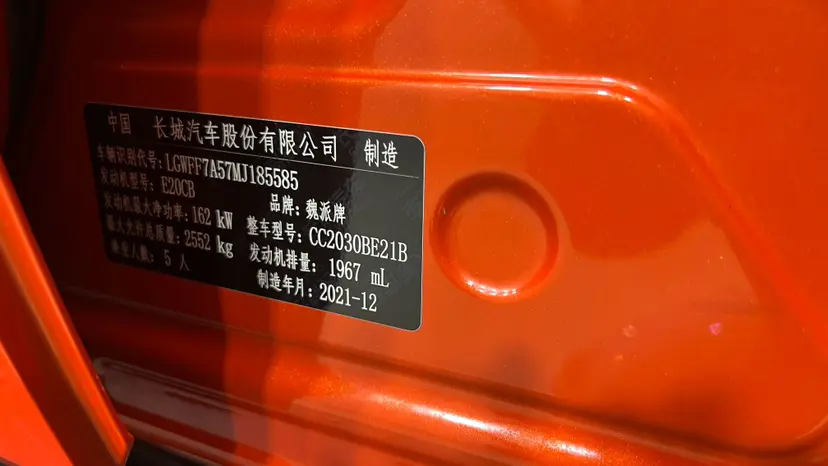 中国 长城汽车股份有限公司 制造
车辆识别代号: LGWFF7A57MJ185585
发动机型号: E20CB 品牌: 魏派牌
发动机最大净功率: 162 kW 整车型号: CC2030BE21B
最大允许总质量: 2552 kg 发动机排量: 1967 mL
乘坐人数: 5 人 制造年月: 2021-12